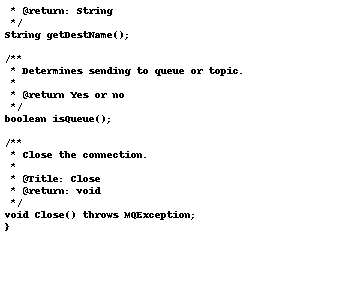 * @return: String
 */
String getDestName();

/**
 * Determines sending to queue or topic.
 *
 * @return Yes or no
 */
boolean isQueue();

/**
 * Close the connection.
 *
 * @Title: Close
 * @return: void
 */
void Close() throws MQException;
}